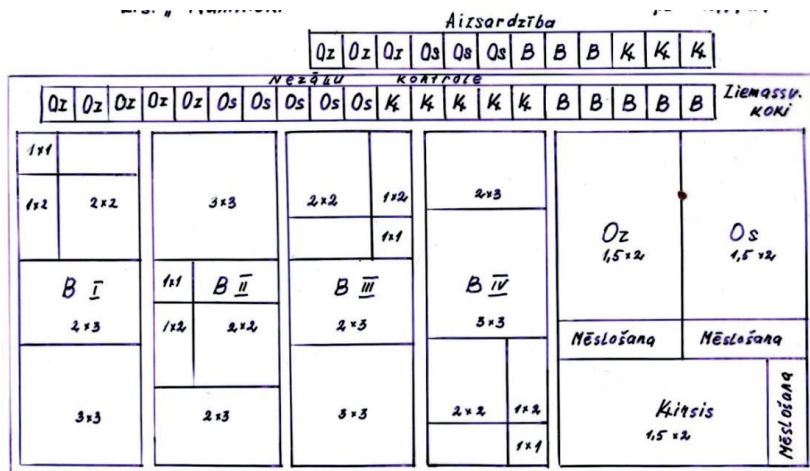 Aizsardzība
Oz Oz Oz Os Os Os B B B Ķ Ķ Ķ
Nezāļu kontrole
Oz Oz Oz Oz Oz Os Os Os Os Os Ķ Ķ Ķ Ķ Ķ B B B B B
Ziemassv.
koki
1x1
1x2 2x2
B I
2x3
3x3
3x3
1x1 B II
1x2 2x2
2x3
2x2 1x2
1x1
B III
2x3
3x3
2x3
B IV
3x3
2x2 1x2
1x1
Oz
1,5x2
Os
1,5x2
Mēslošana Mēslošana
Ķirsis
1,5x2
Mēslošana